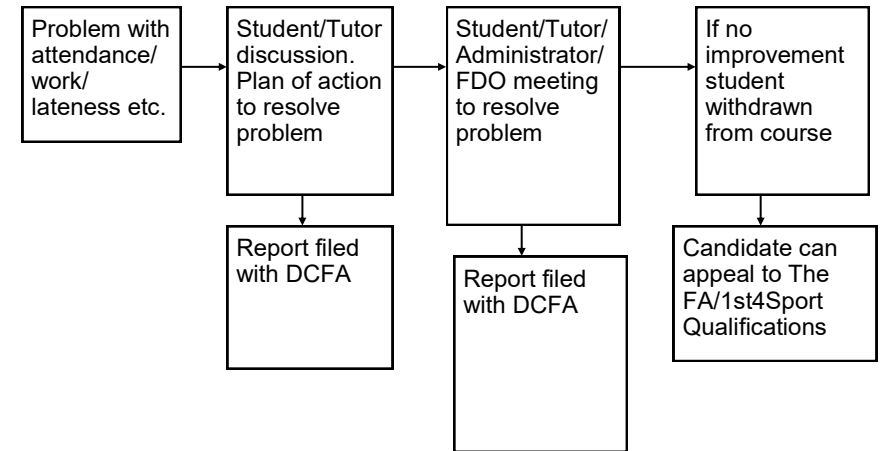 Problem with
attendance/
work/
lateness etc.
Student/Tutor
discussion.
Plan of action
to resolve
problem
Student/Tutor/
Administrator/
FDO meeting
to resolve
problem
If no
improvement
student
withdrawn
from course
Report filed
with DCFA
Report filed
with DCFA
Candidate can
appeal to The
FA/1st4Sport
Qualifications